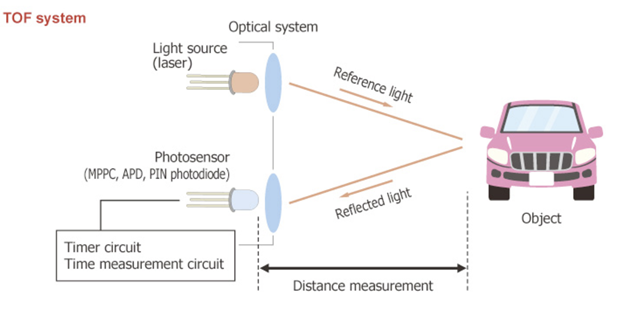 TOF system
Optical system
Light source
(laser)
Reference light
Photosensor
(MPPC, APD, PIN photodiode)
Reflected light
Object
Timer circuit
Time measurement circuit
Distance measurement